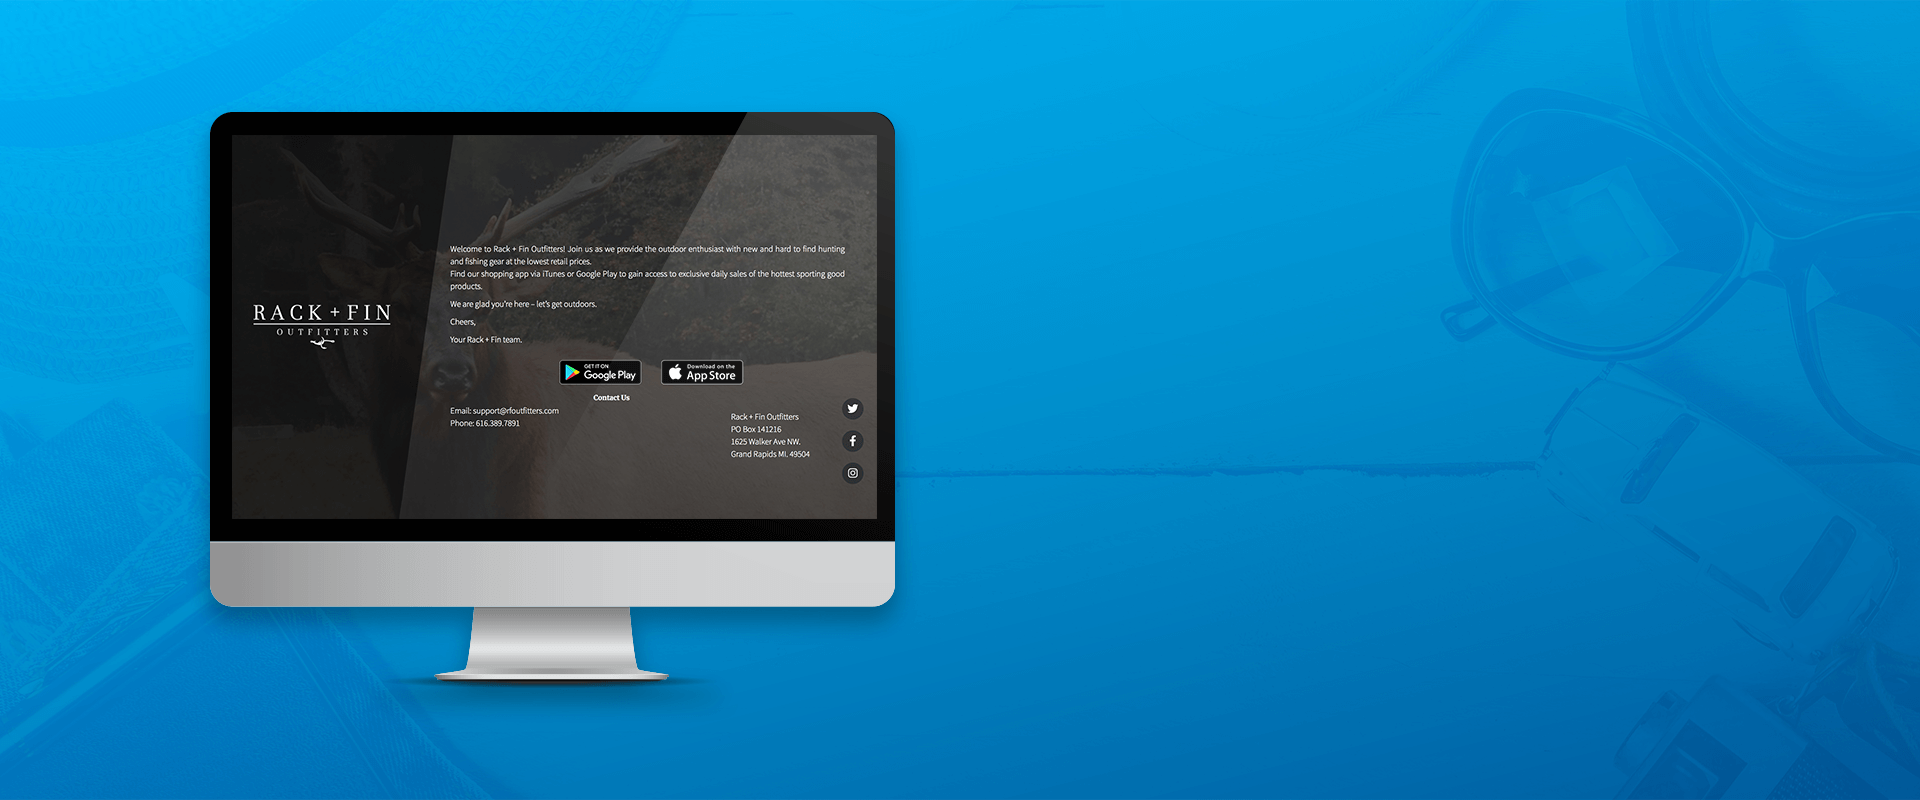 RACK + FIN
OUTFITTERS
Welcome to Rack + Fin Outfitters! Join us as we provide the outdoor enthusiast with new and hard to find hunting
and fishing gear at the lowest retail prices.
Find our shopping app via iTunes or Google Play to gain access to exclusive daily sales of the hottest sporting good
products.
We are glad you're here – let's get outdoors.
Cheers,
Your Rack + Fin team.
GET IT ON
Google Play
Download on the
App Store
Contact Us
Email: support@rfoutfitters.com
Phone: 616.389.7891
Rack + Fin Outfitters
PO Box 141216
1625 Walker Ave NW.
Grand Rapids MI, 49504